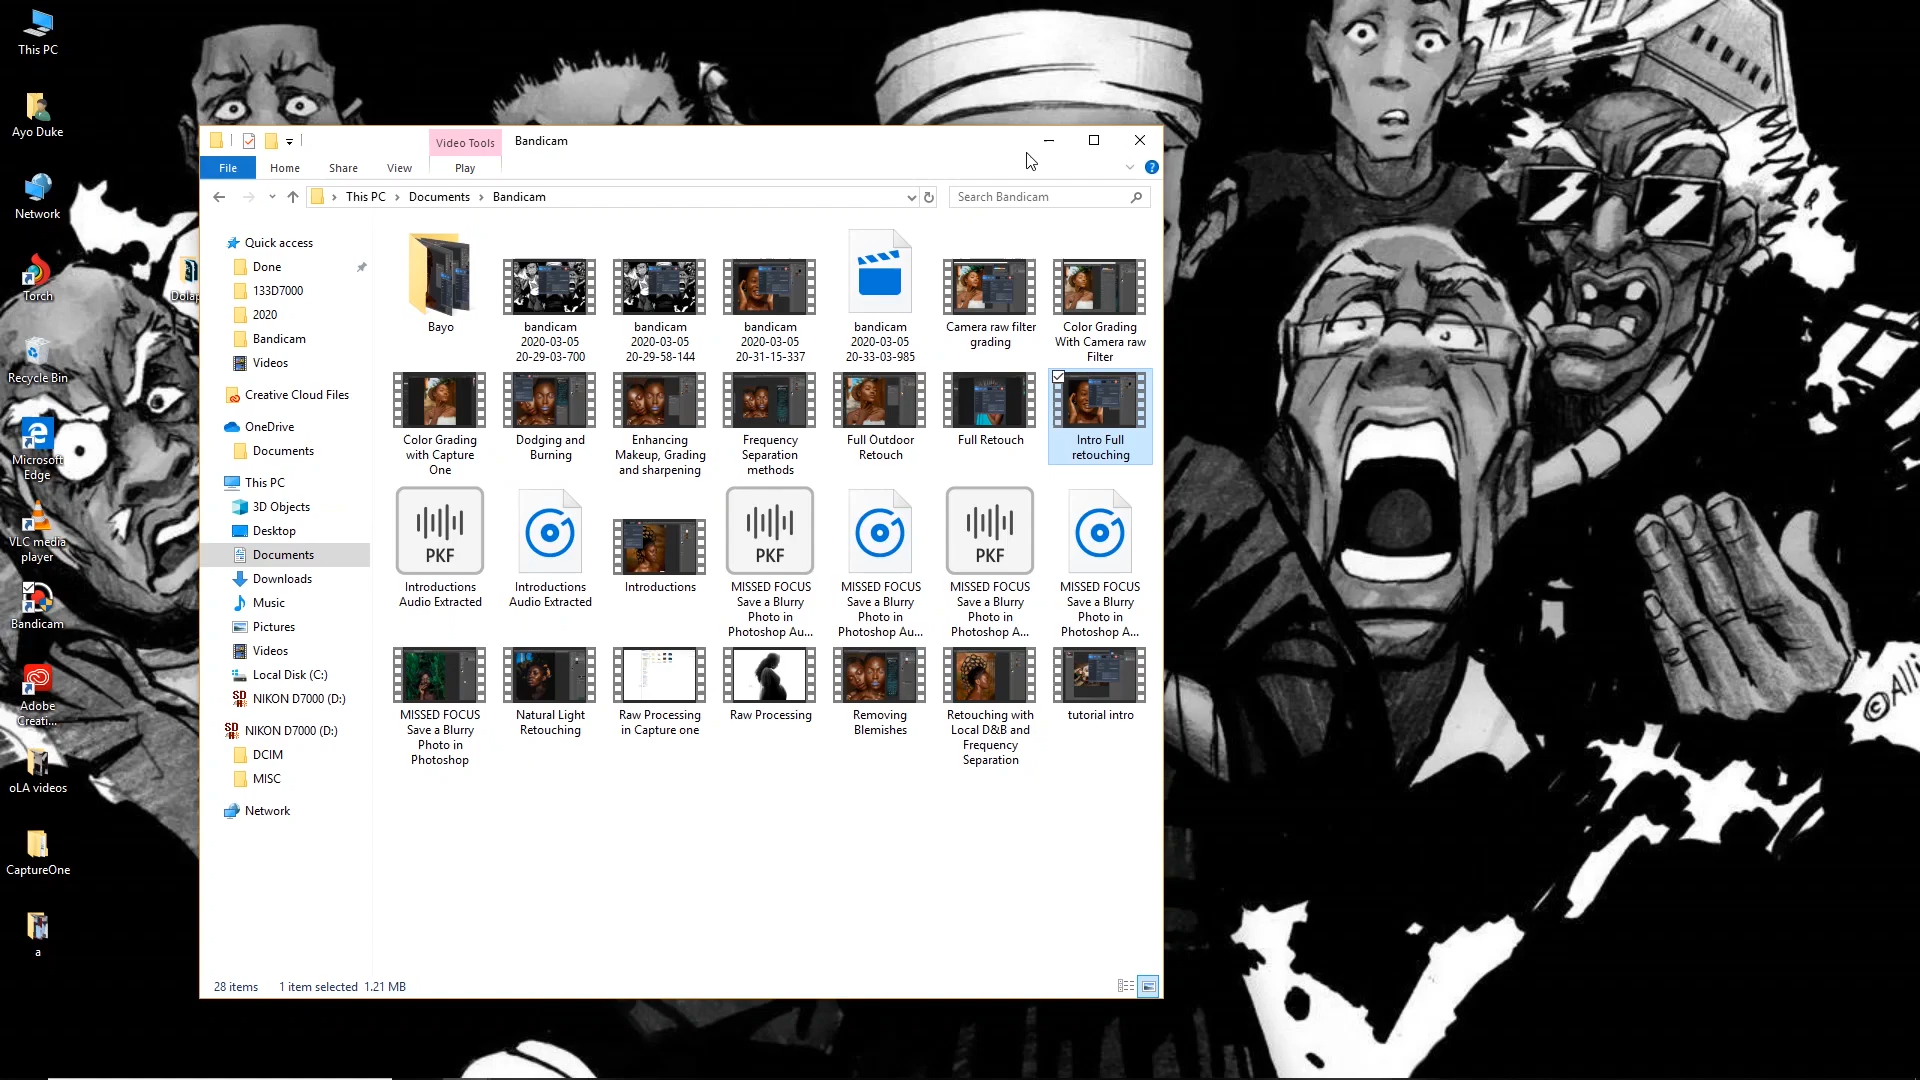 This PC
Ayo Duke
Network
Torch
Recycle Bin
Microsoft
Edge
VLC media
player
Bandicam
Adobe
Creati...
oLA videos
CaptureOne
a
Video Tools
Bandicam
File
Home
Share
View
Play
This PC
Documents
Bandicam
Search Bandicam
Quick access
Done
133D7000
2020
Bandicam
Videos
Creative Cloud Files
OneDrive
Documents
This PC
3D Objects
Desktop
Documents
Downloads
Music
Pictures
Videos
Local Disk (C:)
NIKON D7000 (D:)
NIKON D7000 (D:)
DCIM
MISC
Network
Bayo
bandicam
2020-03-05
20-29-03-700
bandicam
2020-03-05
20-29-58-144
bandicam
2020-03-05
20-31-15-337
bandicam
2020-03-05
20-33-03-985
Camera raw filter
grading
Color Grading
With Camera raw
Filter
Color Grading
with Capture
One
Dodging and
Burning
Enhancing
Makeup, Grading
and sharpening
Frequency
Separation
methods
Full Outdoor
Retouch
Full Retouch
Intro Full
retouching
PKF
Introductions
Audio Extracted
Introductions
Audio Extracted
Introductions
PKF
MISSED FOCUS
Save a Blurry
Photo in
Photoshop Au...
MISSED FOCUS
Save a Blurry
Photo in
Photoshop Au...
PKF
MISSED FOCUS
Save a Blurry
Photo in
Photoshop A...
MISSED FOCUS
Save a Blurry
Photo in
Photoshop A...
MISSED FOCUS
Save a Blurry
Photo in
Photoshop
Natural Light
Retouching
Raw Processing
in Capture one
Raw Processing
Removing
Blemishes
Retouching with
Local D&B and
Frequency
Separation
tutorial intro
28 items
1 item selected 1.21 MB